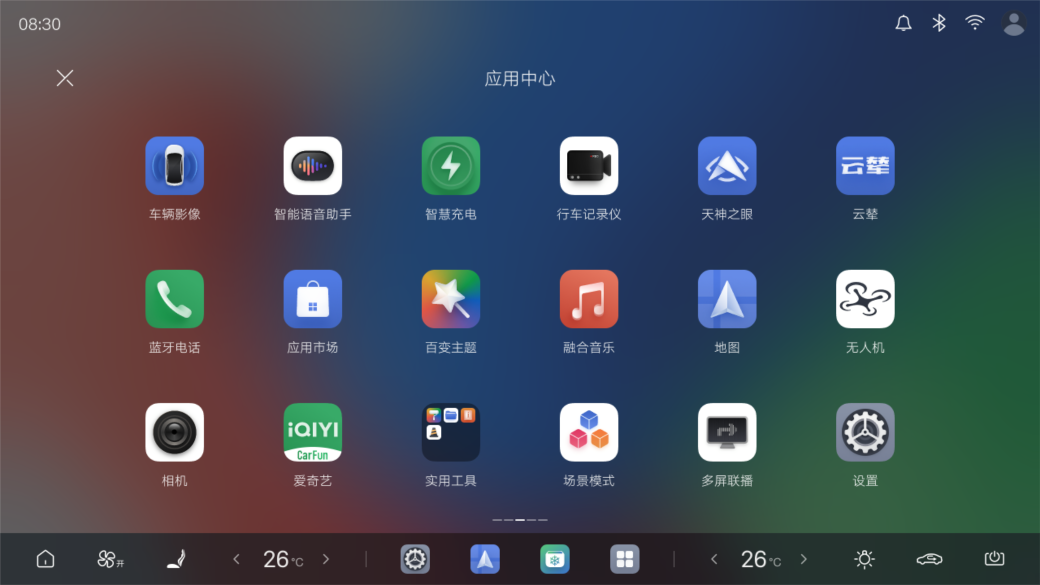 08:30
应用中心
车辆影像
智能语音助手
智慧充电
行车记录仪
天神之眼
云辇
云辇
蓝牙电话
应用市场
百变主题
融合音乐
地图
无人机
iQIYI
CarFun
相机
爱奇艺
实用工具
场景模式
多屏联播
设置
开
26°C
26°C